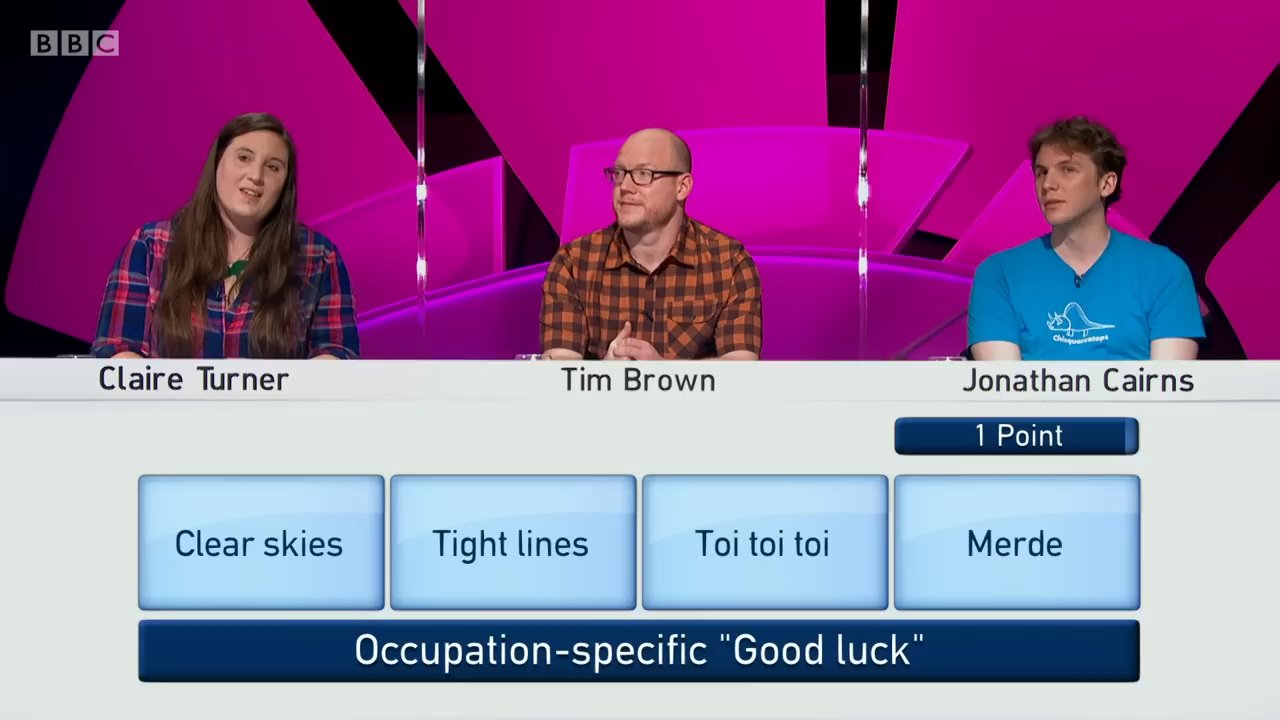 BBC
Chisquareatops
Claire Turner
Tim Brown
Jonathan Cairns
1 Point
Clear skies
Tight lines
Toi toi toi
Merde
Occupation-specific "Good luck"